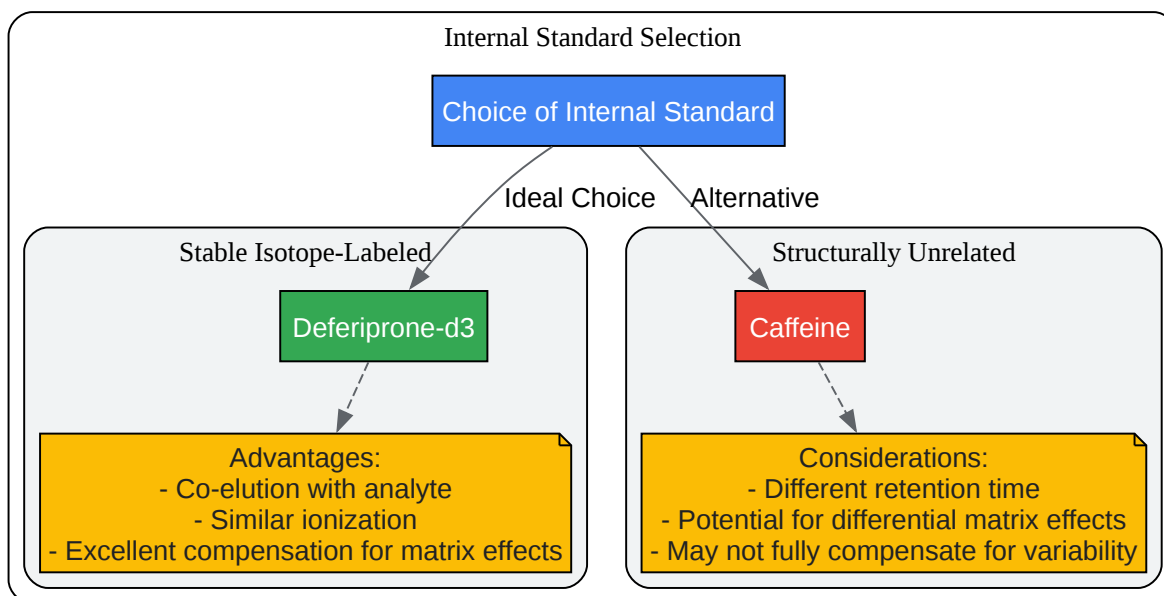 Internal Standard Selection
Choice of Internal Standard
Ideal Choice
Alternative
Stable Isotope-Labeled
Deferiprone-d3
Advantages:
- Co-elution with analyte
- Similar ionization
- Excellent compensation for matrix effects
Structurally Unrelated
Caffeine
Considerations:
- Different retention time
- Potential for differential matrix effects
- May not fully compensate for variability